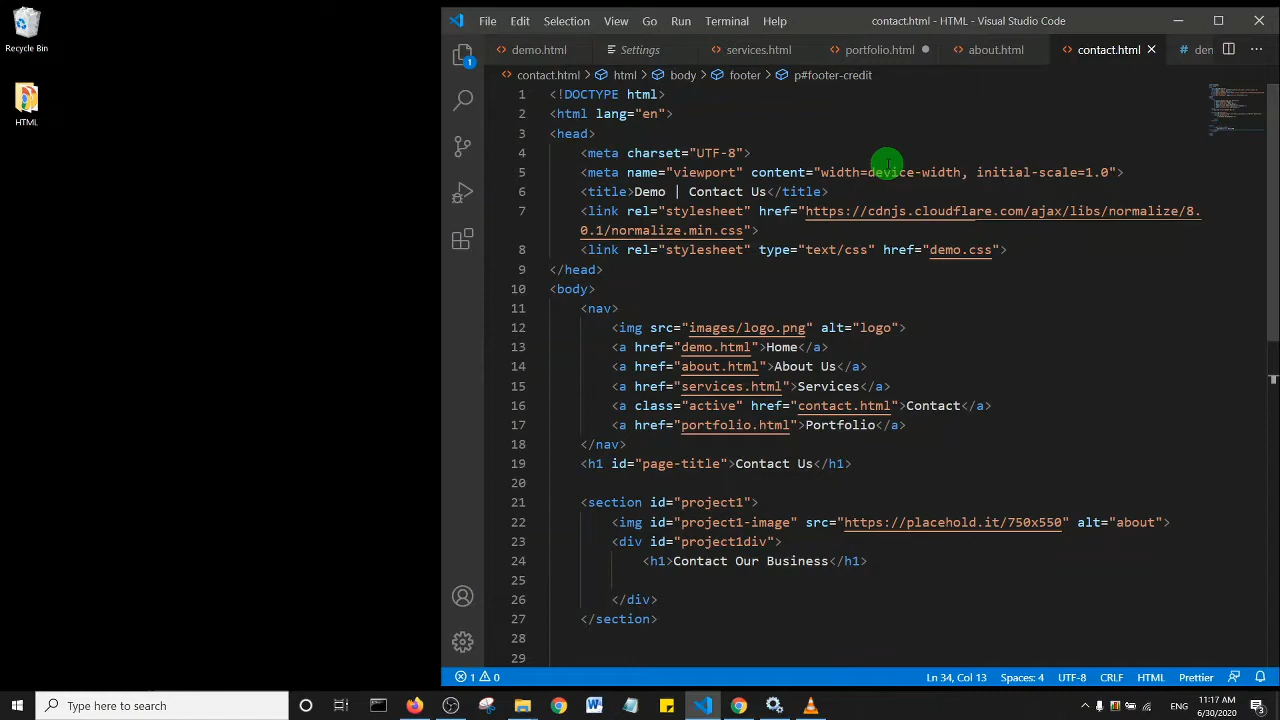 Recycle Bin
HTML
File Edit Selection View Go Run Terminal Help contact.html - HTML - Visual Studio Code
demo.html Settings services.html portfolio.html about.html contact.html den
1
contact.html html body footer p#footer-credit
1 <!DOCTYPE html>
2 <html lang="en">
3 <head>
4 <meta charset="UTF-8">
5 <meta name="viewport" content="width=device-width, initial-scale=1.0">
6 <title>Demo | Contact Us</title>
7 <link rel="stylesheet" href="https://cdnjs.cloudflare.com/ajax/libs/normalize/8.
0.1/normalize.min.css">
8 <link rel="stylesheet" type="text/css" href="demo.css">
9 </head>
10 <body>
11 <nav>
12 <img src="images/logo.png" alt="logo">
13 <a href="demo.html">Home</a>
14 <a href="about.html">About Us</a>
15 <a href="services.html">Services</a>
16 <a class="active" href="contact.html">Contact</a>
17 <a href="portfolio.html">Portfolio</a>
18 </nav>
19 <h1 id="page-title">Contact Us</h1>
20
21 <section id="project1">
22 <img id="project1-image" src="https://placehold.it/750x550" alt="about">
23 <div id="project1div">
24 <h1>Contact Our Business</h1>
25
26 </div>
27 </section>
28
29
1 0 Ln 34, Col 13 Spaces: 4 UTF-8 CRLF HTML Prettier
Type here to search
ENG
11:17 AM
6/30/2020
2